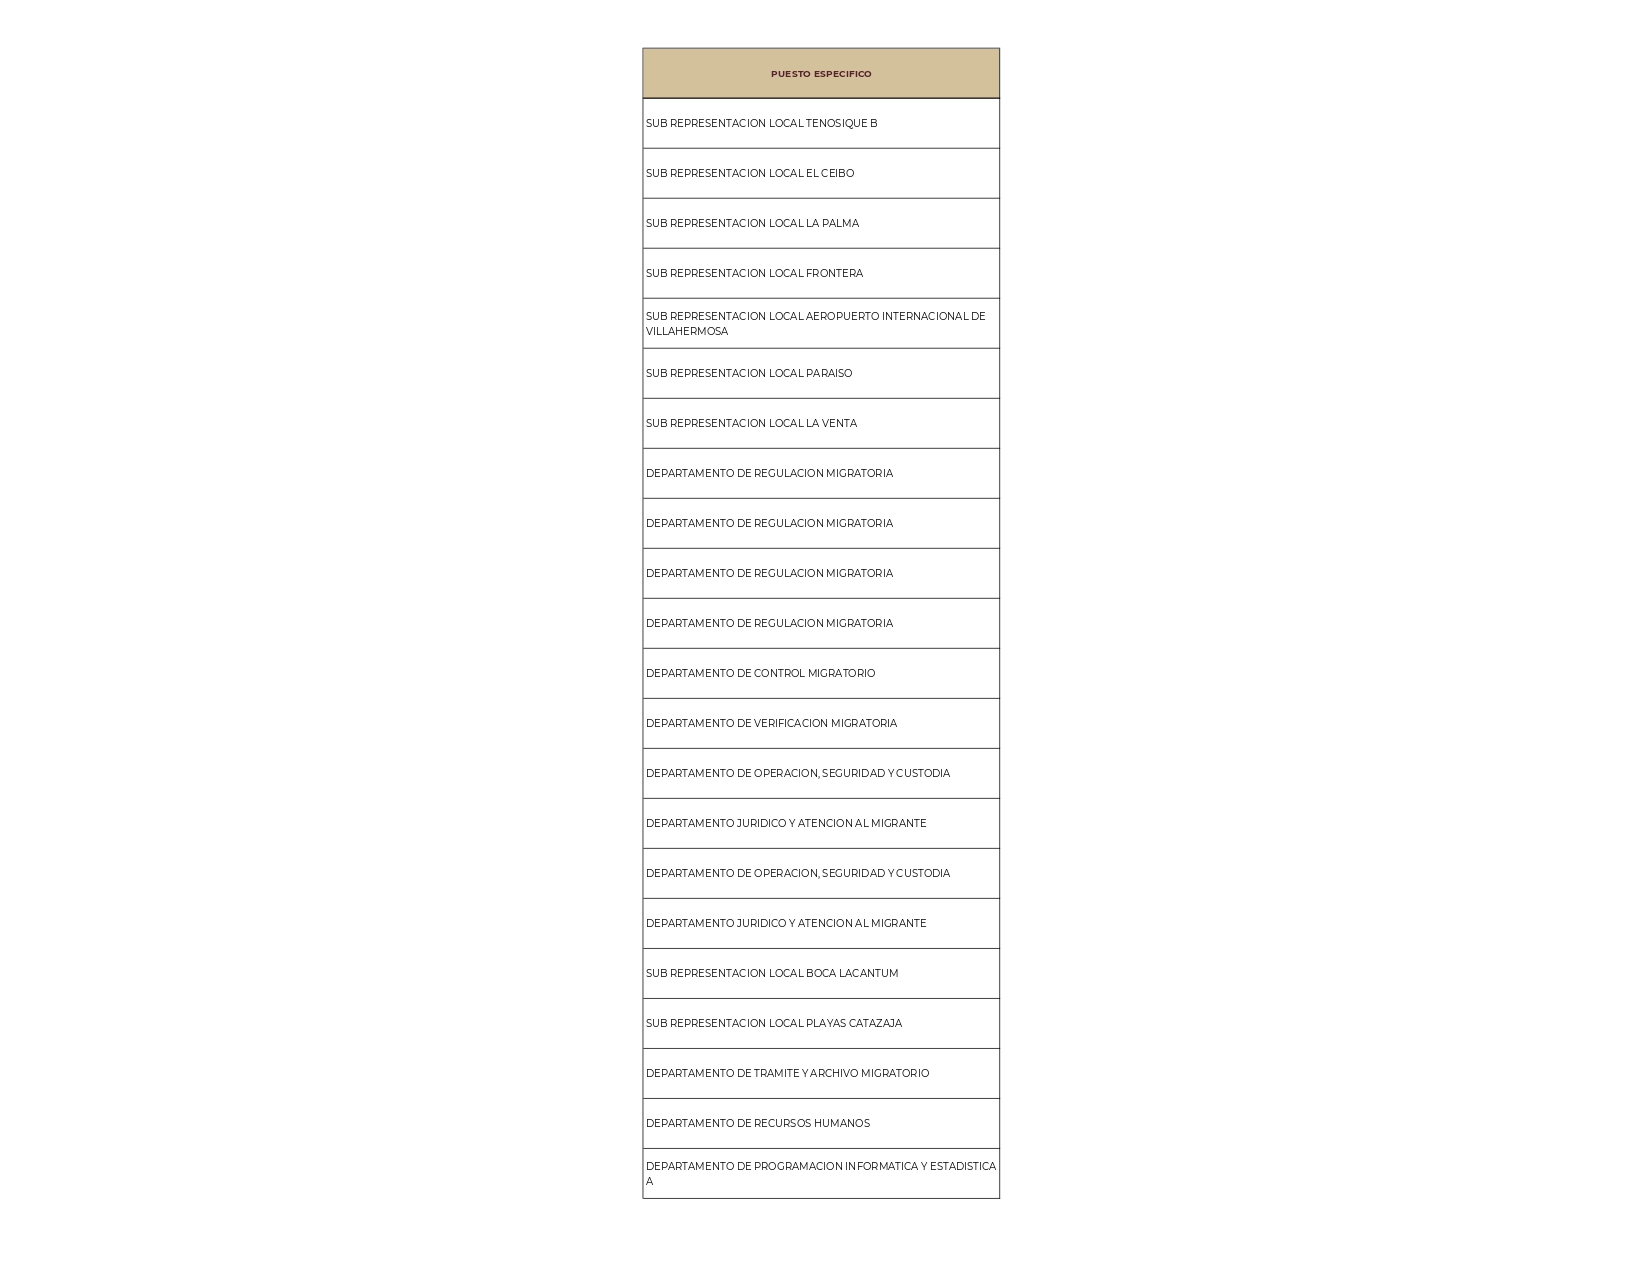 PUESTO ESPECIFICO
SUB REPRESENTACION LOCAL TENOSIQUE B
SUB REPRESENTACION LOCAL EL CEIBO
SUB REPRESENTACION LOCAL LA PALMA
SUB REPRESENTACION LOCAL FRONTERA
SUB REPRESENTACION LOCAL AEROPUERTO INTERNACIONAL DE
VILLAHERMOSA
SUB REPRESENTACION LOCAL PARAISO
SUB REPRESENTACION LOCAL LA VENTA
DEPARTAMENTO DE REGULACION MIGRATORIA
DEPARTAMENTO DE REGULACION MIGRATORIA
DEPARTAMENTO DE REGULACION MIGRATORIA
DEPARTAMENTO DE REGULACION MIGRATORIA
DEPARTAMENTO DE CONTROL MIGRATORIO
DEPARTAMENTO DE VERIFICACION MIGRATORIA
DEPARTAMENTO DE OPERACION, SEGURIDAD Y CUSTODIA
DEPARTAMENTO JURIDICO Y ATENCION AL MIGRANTE
DEPARTAMENTO DE OPERACION, SEGURIDAD Y CUSTODIA
DEPARTAMENTO JURIDICO Y ATENCION AL MIGRANTE
SUB REPRESENTACION LOCAL BOCA LACANTUM
SUB REPRESENTACION LOCAL PLAYAS CATAZAJA
DEPARTAMENTO DE TRAMITE Y ARCHIVO MIGRATORIO
DEPARTAMENTO DE RECURSOS HUMANOS
DEPARTAMENTO DE PROGRAMACION INFORMATICA Y ESTADISTICA
A